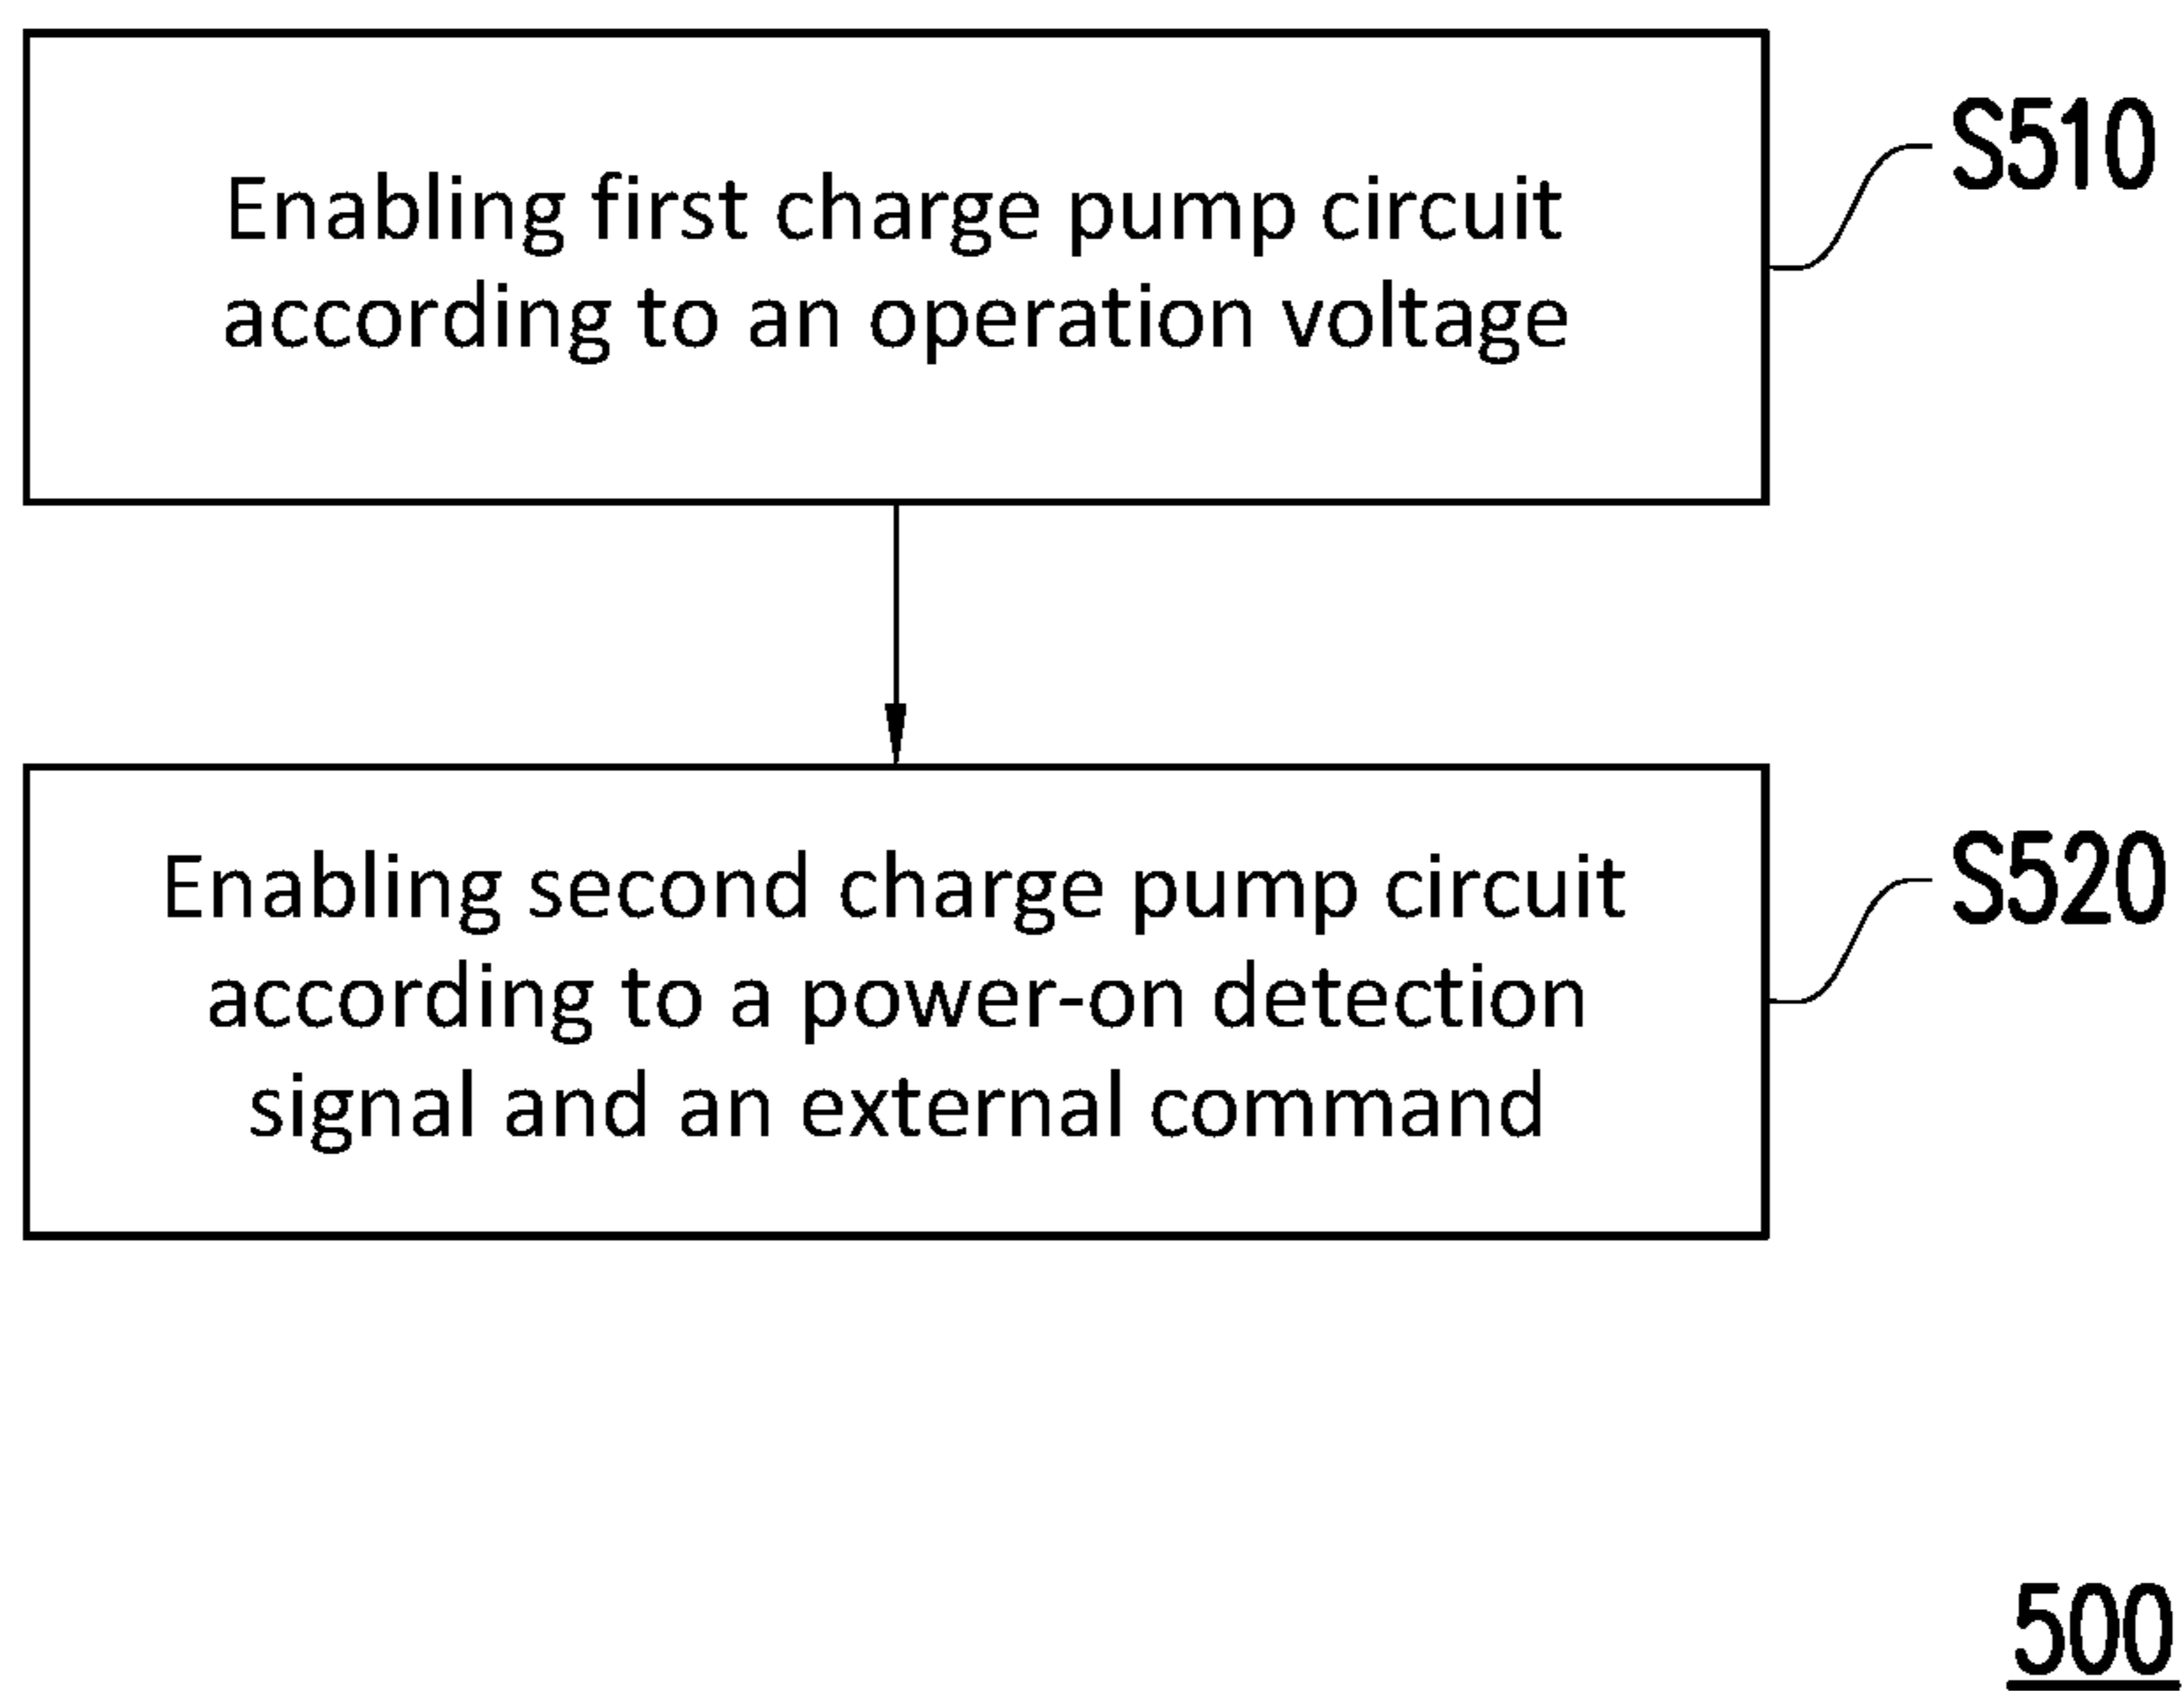 Enabling first charge pump circuit
according to an operation voltage
S510
Enabling second charge pump circuit
according to a power-on detection
signal and an external command
S520
500